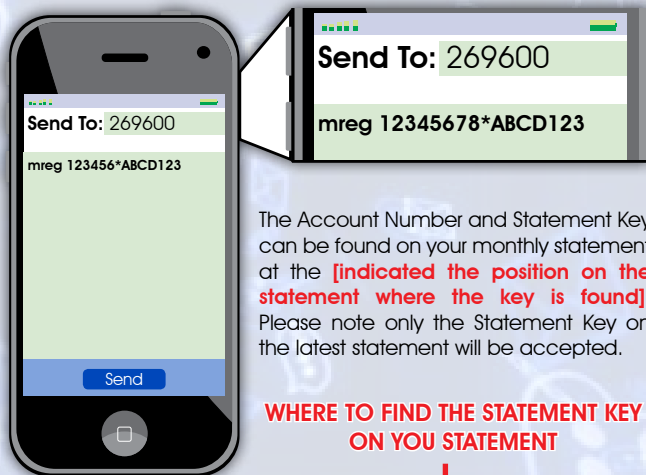 Send To: 269600
mreg 123456*ABCD123
Send
Send To: 269600
mreg 12345678*ABCD123
The Account Number and Statement Key
can be found on your monthly statement
at the [indicated the position on the
statement where the key is found]
Please note only the Statement Key on
the latest statement will be accepted.
WHERE TO FIND THE STATEMENT KEY
ON YOU STATEMENT